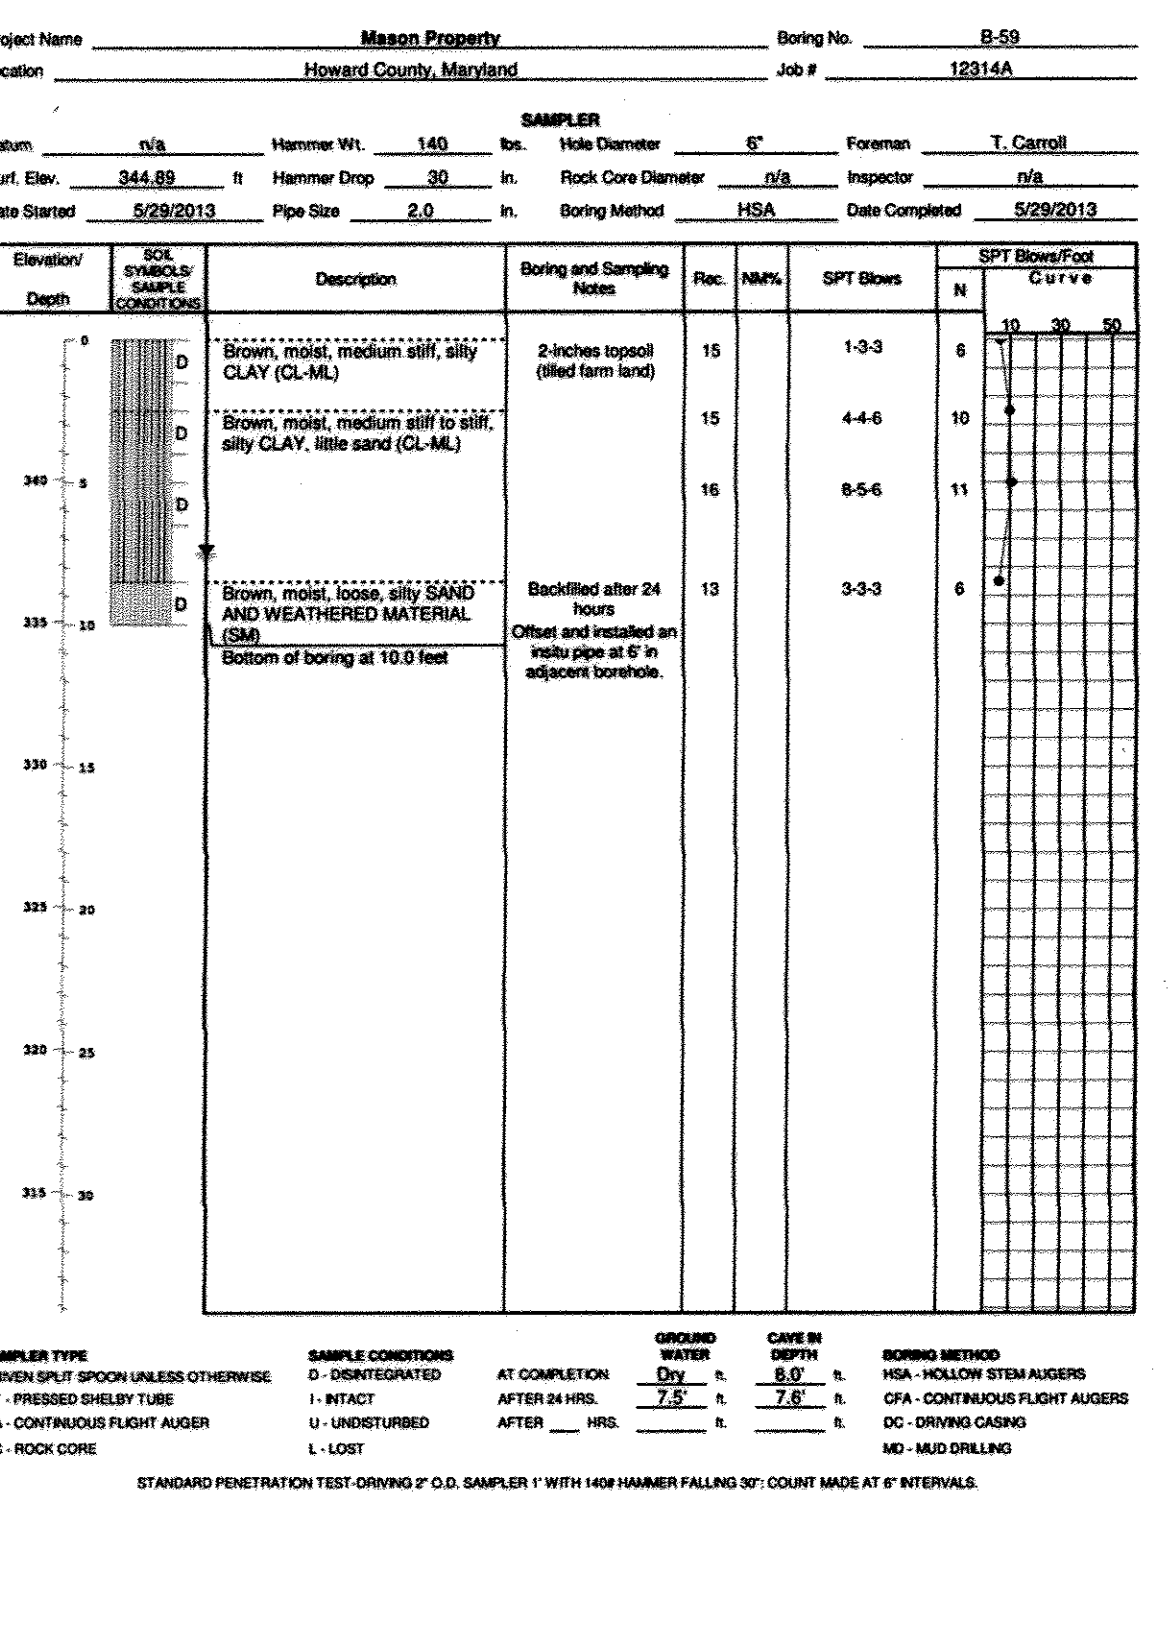 oject Name Mason Property Boring No. B-59
cation Howard County, Maryland Job # 12314A
SAMPLER
atum n/a Hammer Wt. 140 lbs. Hole Diameter 6" Foreman T. Carroll
urf. Elev. 344.89 ft Hammer Drop 30 in. Rock Core Diameter n/a Inspector n/a
ate Started 5/29/2013 Pipe Size 2.0 in. Boring Method HSA Date Completed 5/29/2013
Elevation/
Depth
SOIL
SYMBOLS/
SAMPLE
CONDITIONS
Description
Boring and Sampling
Notes
Rec.
NM%
SPT Blows
SPT Blows/Foot
N
Curve
10 30 50
0
D
Brown, moist, medium stiff, silty
CLAY (CL-ML)
2-inches topsoil
(tilled farm land)
15
1-3-3
6
D
Brown, moist, medium stiff to stiff,
silty CLAY, little sand (CL-ML)
15
4-4-6
10
340 5
D
16
-5-6
11
D
Brown, moist, loose, silty SAND
AND WEATHERED MATERIAL
(SM)
Backfilled after 24
hours
13
3-3-3
6
335 10
Bottom of boring at 10.0 feet
Offset and installed an
insitu pipe at 6' in
adjacent borehole.
330 15
325 20
320 25
315 30
GROUND CAVE IN
MPLER TYPE SAMPLE CONDITIONS WATER DEPTH BORING METHOD
IVEN SPLIT SPOON UNLESS OTHERWISE D - DISINTEGRATED AT COMPLETION Dry ft. 8.0' ft. HSA - HOLLOW STEM AUGERS
- PRESSED SHELBY TUBE I - INTACT AFTER 24 HRS. 7.5' ft. 7.6' ft. CFA - CONTINUOUS FLIGHT AUGERS
- CONTINUOUS FLIGHT AUGER U - UNDISTURBED AFTER ___ HRS. ft. ft. DC - DRIVING CASING
- ROCK CORE L - LOST MD - MUD DRILLING
STANDARD PENETRATION TEST-DRIVING 2" O.D. SAMPLER 1' WITH 140# HAMMER FALLING 30"; COUNT MADE AT 6" INTERVALS.